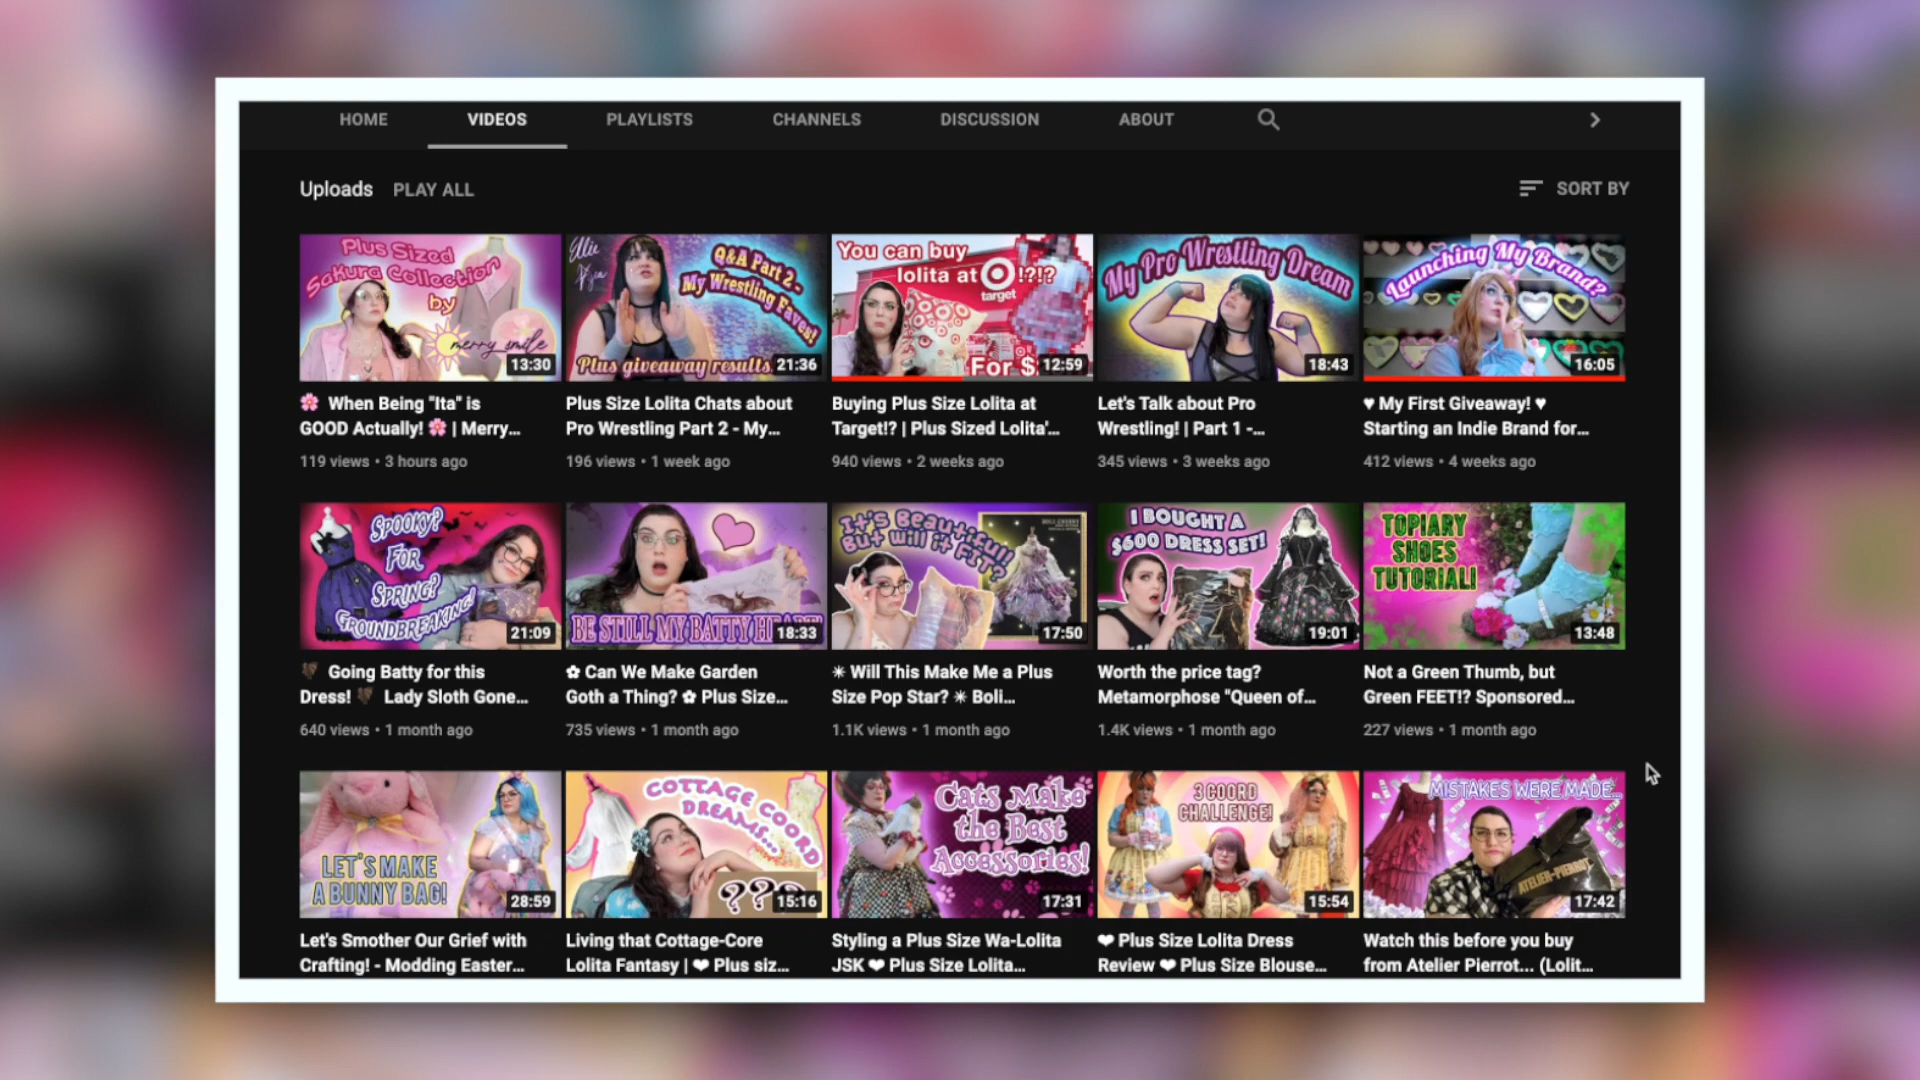 HOME VIDEOS PLAYLISTS CHANNELS DISCUSSION ABOUT
Uploads PLAY ALL SORT BY
Plus Sized
Sakura Collection
by
merry smile
13:30
Ellie
Q&A Part 2 -
My Wrestling Faves!
Plus giveaway results
21:36
You can buy
lolita at !?!?
target
For $
12:59
My Pro Wrestling Dream
18:43
Launching My Brand?
16:05
🌸 When Being "Ita" is
GOOD Actually! 🌸 | Merry...
119 views • 3 hours ago
Plus Size Lolita Chats about
Pro Wrestling Part 2 - My...
196 views • 1 week ago
Buying Plus Size Lolita at
Target!? | Plus Sized Lolita'...
940 views • 2 weeks ago
Let's Talk about Pro
Wrestling! | Part 1 -...
345 views • 3 weeks ago
♥ My First Giveaway! ♥
Starting an Indie Brand for...
412 views • 4 weeks ago
SPOOKY?
FOR
SPRING?
GROUNDBREAKING!
21:09
BE STILL MY BATTY HEART!
18:33
It's Beautiful!
But will it FIT?
17:50
I BOUGHT A
$600 DRESS SET!
19:01
TOPIARY
SHOES
TUTORIAL!
13:48
Going Batty for this
Dress! Lady Sloth Gone...
640 views • 1 month ago
✿ Can We Make Garden
Goth a Thing? ✿ Plus Size...
735 views • 1 month ago
✴ Will This Make Me a Plus
Size Pop Star? ✴ Boli...
1.1K views • 1 month ago
Worth the price tag?
Metamorphose "Queen of...
1.4K views • 1 month ago
Not a Green Thumb, but
Green FEET!? Sponsored...
227 views • 1 month ago
LET'S MAKE
A BUNNY BAG!
28:59
COTTAGE COORD
DREAMS...
???
15:16
Cats Make
the Best
Accessories!
17:31
3 COORD
CHALLENGE!
15:54
MISTAKES WERE MADE...
ATELIER-PIERROT
17:42
Let's Smother Our Grief with
Crafting! - Modding Easter...
Living that Cottage-Core
Lolita Fantasy | ❤ Plus siz...
Styling a Plus Size Wa-Lolita
JSK ❤ Plus Size Lolita...
❤ Plus Size Lolita Dress
Review ❤ Plus Size Blouse...
Watch this before you buy
from Atelier Pierrot... (Lolit...